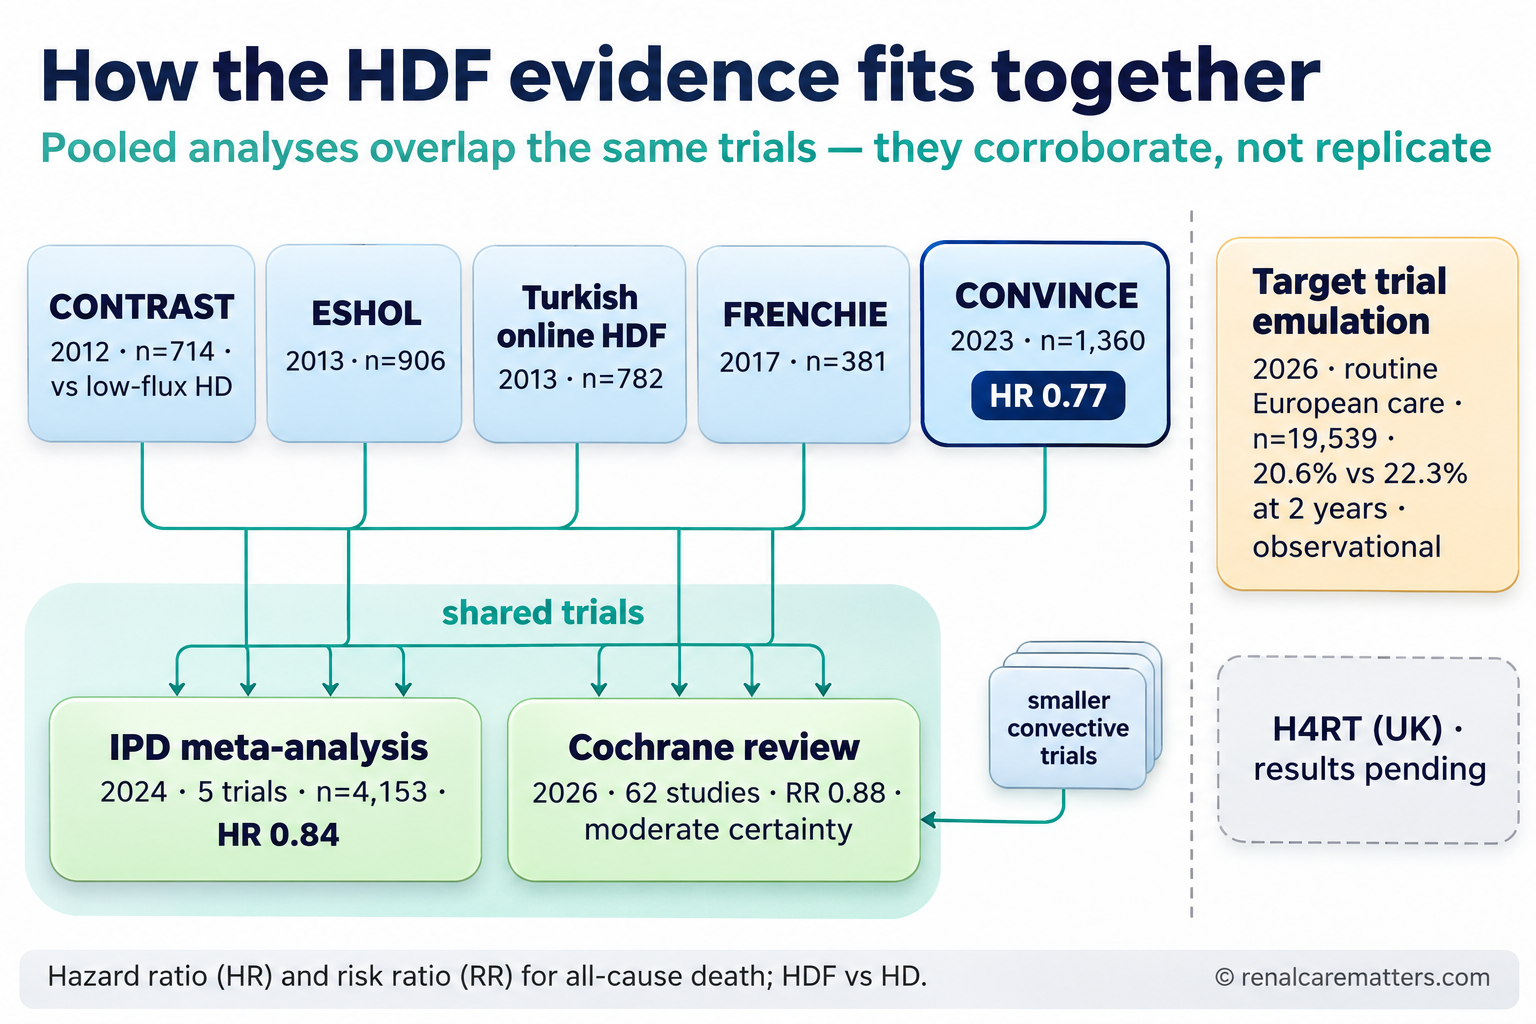 How the HDF evidence fits together
Pooled analyses overlap the same trials — they corroborate, not replicate
CONTRAST
2012 · n=714 ·
vs low-flux HD
ESHOL
2013 · n=906
Turkish
online HDF
2013 · n=782
FRENCHIE
2017 · n=381
CONVINCE
2023 · n=1,360
HR 0.77
Target trial
emulation
2026 · routine
European care ·
n=19,539 ·
20.6% vs 22.3%
at 2 years ·
observational
shared trials
IPD meta-analysis
2024 · 5 trials · n=4,153 ·
HR 0.84
Cochrane review
2026 · 62 studies · RR 0.88 ·
moderate certainty
smaller
convective
trials
H4RT (UK) ·
results pending
Hazard ratio (HR) and risk ratio (RR) for all-cause death; HDF vs HD.
© renalcarematters.com